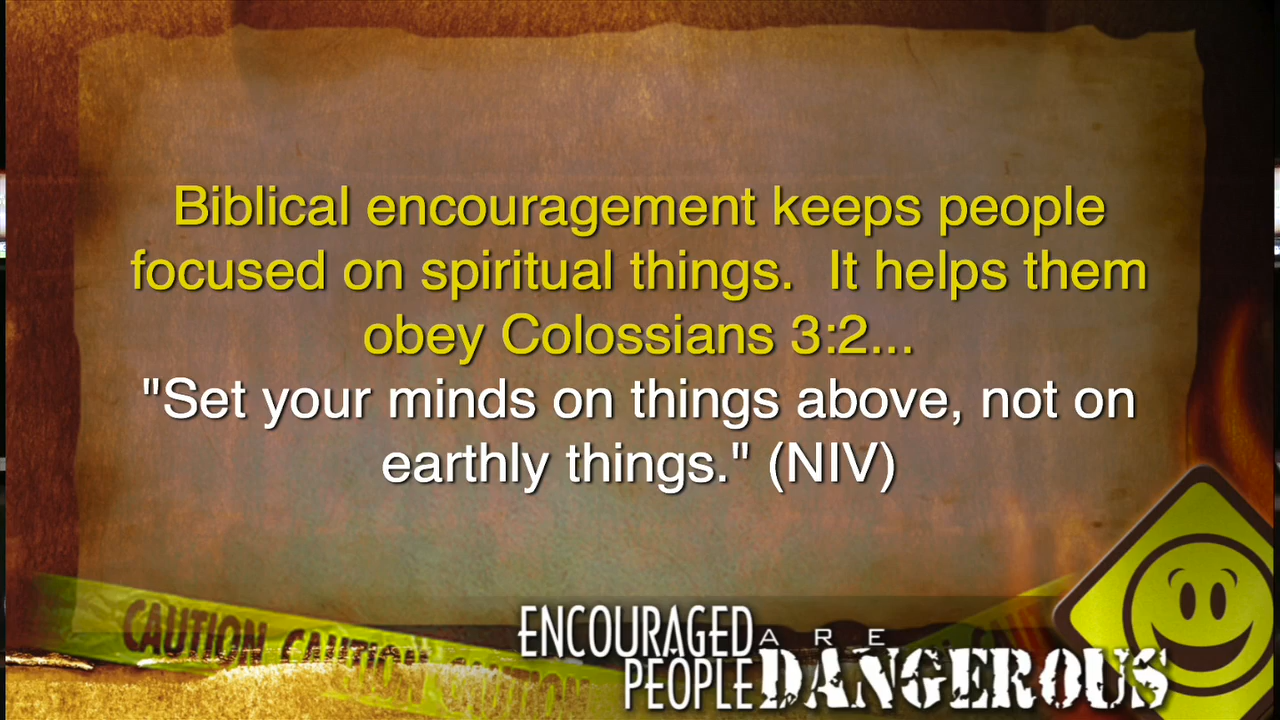 Biblical encouragement keeps people
focused on spiritual things.  It helps them
obey Colossians 3:2...
"Set your minds on things above, not on
earthly things." (NIV)
CAUTION CAUTION CAUTION
ENCOURAGED ARE
PEOPLE DANGEROUS